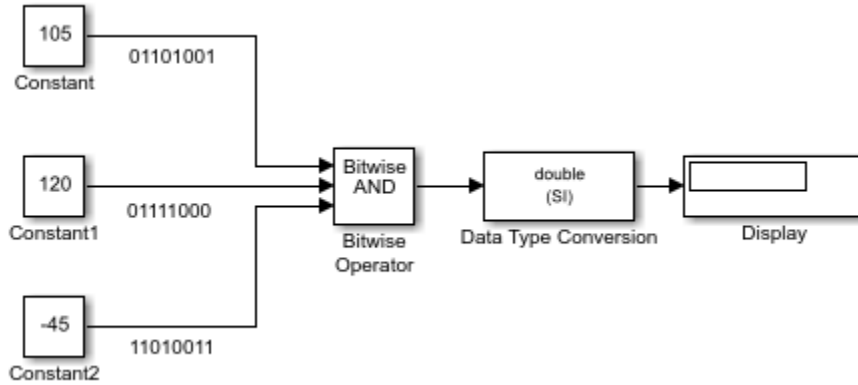 105
01101001
Constant
120
01111000
Constant1
-45
11010011
Constant2
Bitwise
AND
Bitwise
Operator
double
(SI)
Data Type Conversion
Display